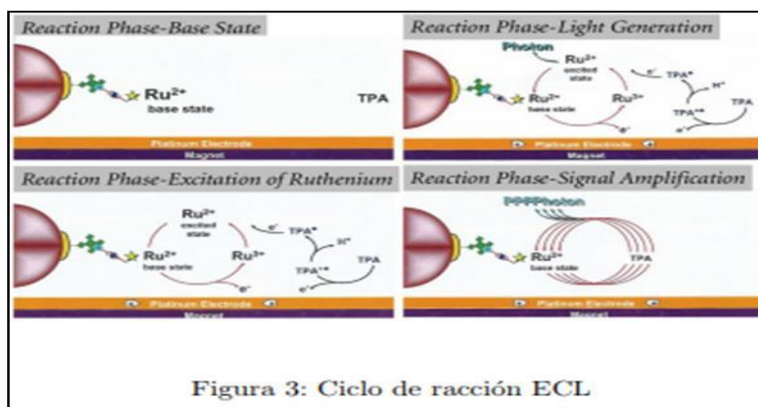 Reaction Phase-Base State
Ru2+
base state
TPA
Platinum Electrode
Magnet
Reaction Phase-Light Generation
Photon
Ru2+
excited
state
e-
TPA•
H+
Ru2+
base state
Ru3+
TPA•+
TPA
e-
e-
Platinum Electrode
Magnet
Reaction Phase-Excitation of Ruthenium
Ru2+
excited
state
e-
TPA•
H+
Ru2+
base state
Ru3+
TPA•+
TPA
e-
e-
Platinum Electrode
Magnet
Reaction Phase-Signal Amplification
PPPPhoton
Ru2+
base state
TPA
Platinum Electrode
Magnet
Figura 3: Ciclo de racción ECL